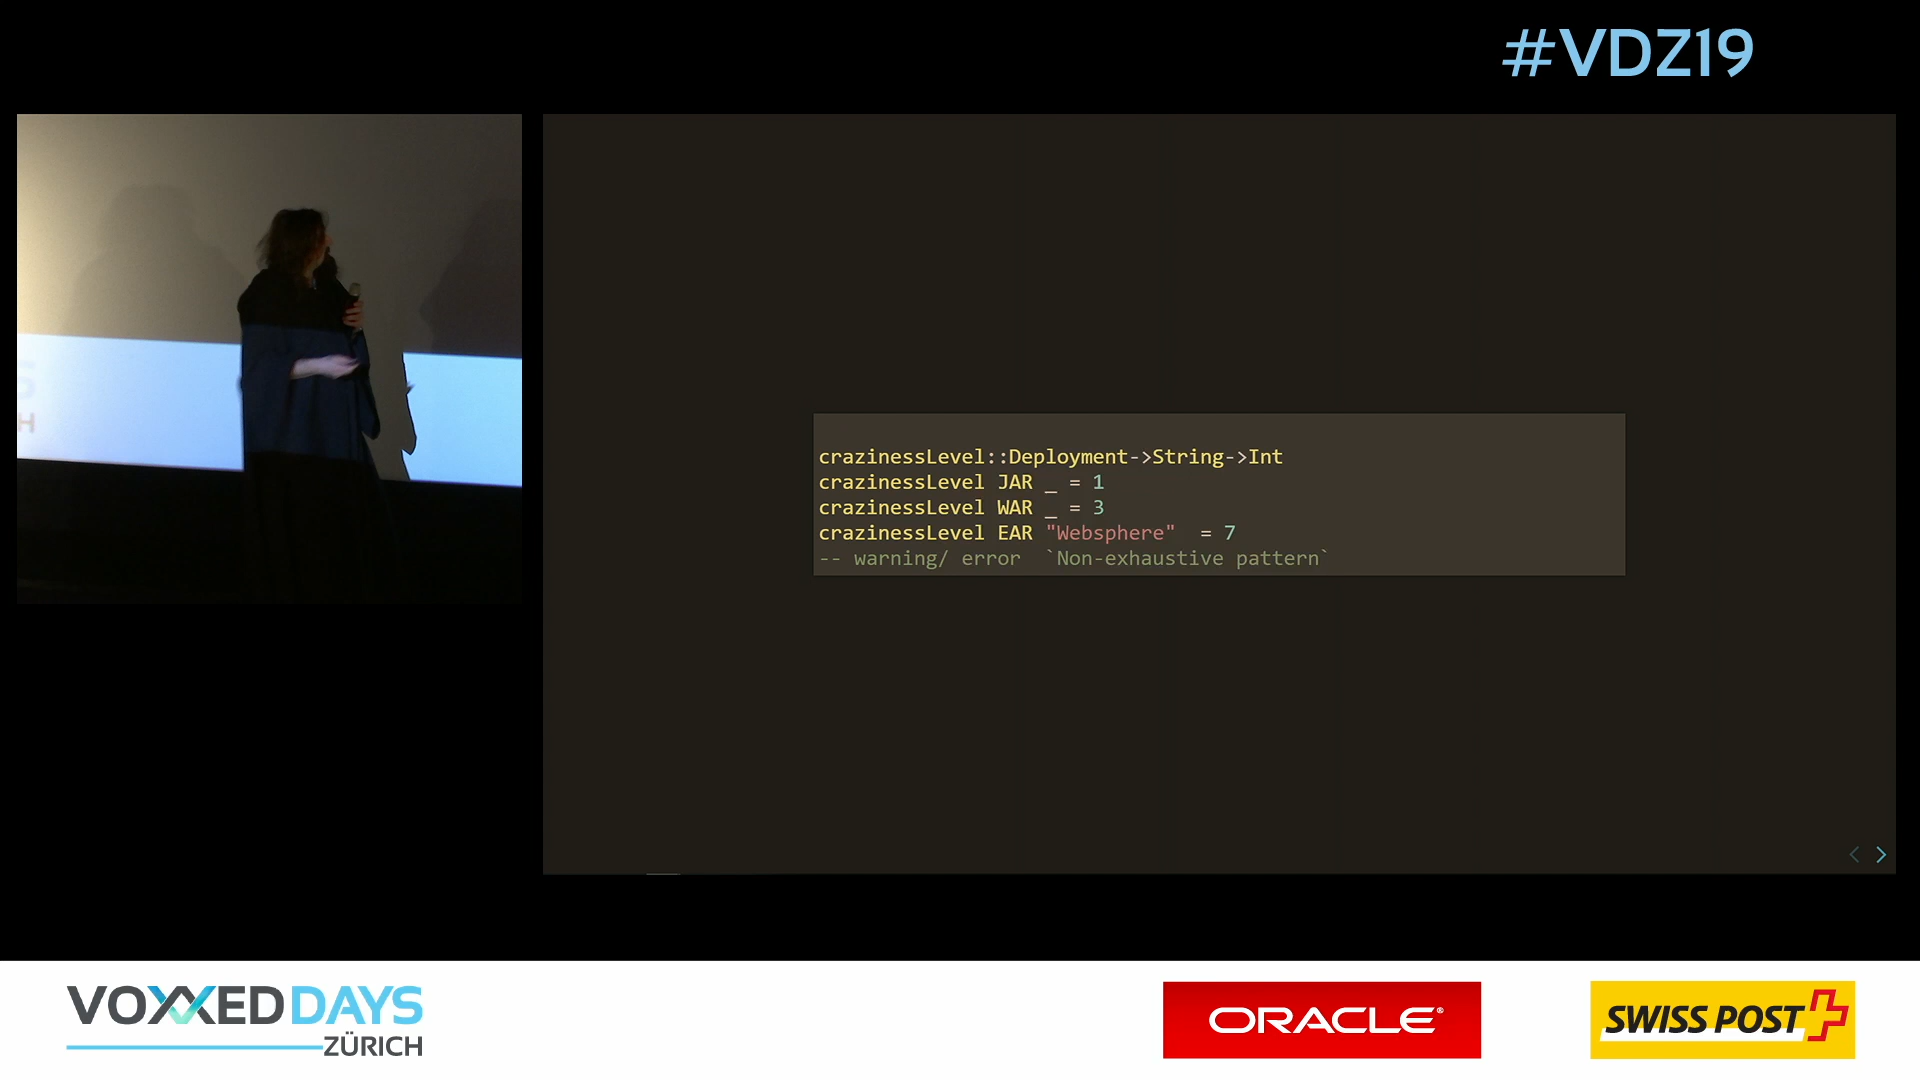 #VDZ19
crazinessLevel::Deployment->String->Int
crazinessLevel JAR _ = 1
crazinessLevel WAR _ = 3
crazinessLevel EAR "Websphere"  = 7
-- warning/ error  `Non-exhaustive pattern`
VOXXED DAYS
ZÜRICH
ORACLE®
SWISS POST